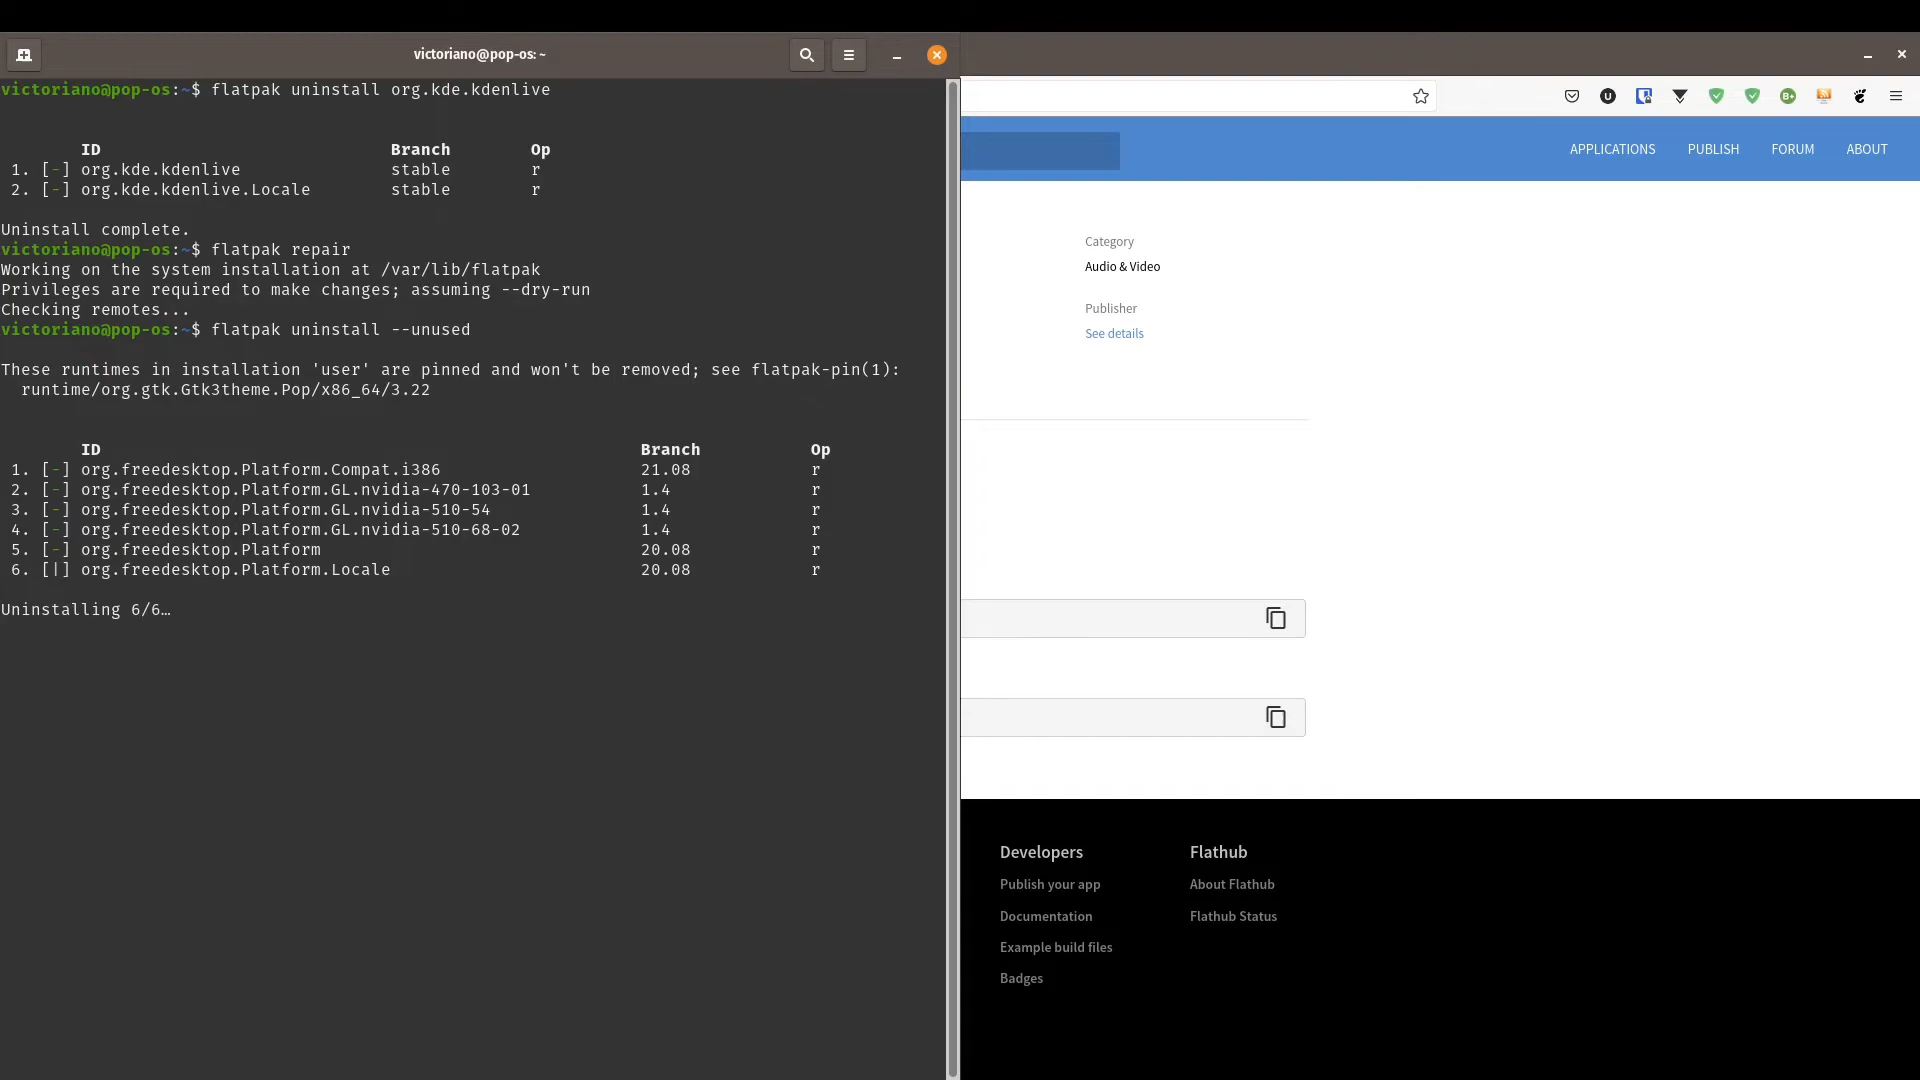 victoriano@pop-os: ~
victoriano@pop-os:~$ flatpak uninstall org.kde.kdenlive
ID Branch Op
1. [-] org.kde.kdenlive stable r
2. [-] org.kde.kdenlive.Locale stable r
Uninstall complete.
victoriano@pop-os:~$ flatpak repair
Working on the system installation at /var/lib/flatpak
Privileges are required to make changes; assuming --dry-run
Checking remotes...
victoriano@pop-os:~$ flatpak uninstall --unused
These runtimes in installation 'user' are pinned and won't be removed; see flatpak-pin(1):
runtime/org.gtk.Gtk3theme.Pop/x86_64/3.22
ID Branch Op
1. [-] org.freedesktop.Platform.Compat.i386 21.08 r
2. [-] org.freedesktop.Platform.GL.nvidia-470-103-01 1.4 r
3. [-] org.freedesktop.Platform.GL.nvidia-510-54 1.4 r
4. [-] org.freedesktop.Platform.GL.nvidia-510-68-02 1.4 r
5. [-] org.freedesktop.Platform 20.08 r
6. [|] org.freedesktop.Platform.Locale 20.08 r
Uninstalling 6/6…
APPLICATIONS PUBLISH FORUM ABOUT
Category
Audio & Video
Publisher
See details
Developers
Publish your app
Documentation
Example build files
Badges
Flathub
About Flathub
Flathub Status